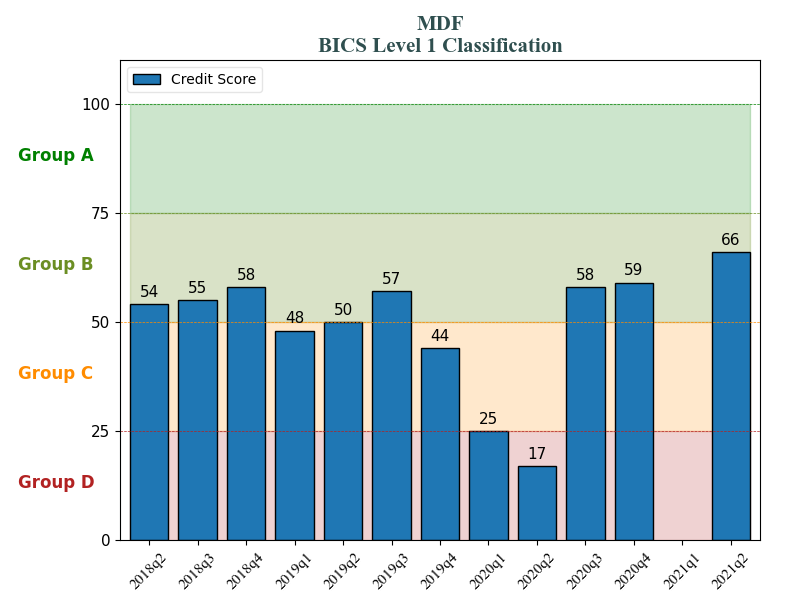 MDF
BICS Level 1 Classification
Credit Score
100
Group A
75
Group B
50
Group C
25
Group D
0
54
55
58
48
50
57
44
25
17
58
59
66
2018q2
2018q3
2018q4
2019q1
2019q2
2019q3
2019q4
2020q1
2020q2
2020q3
2020q4
2021q1
2021q2